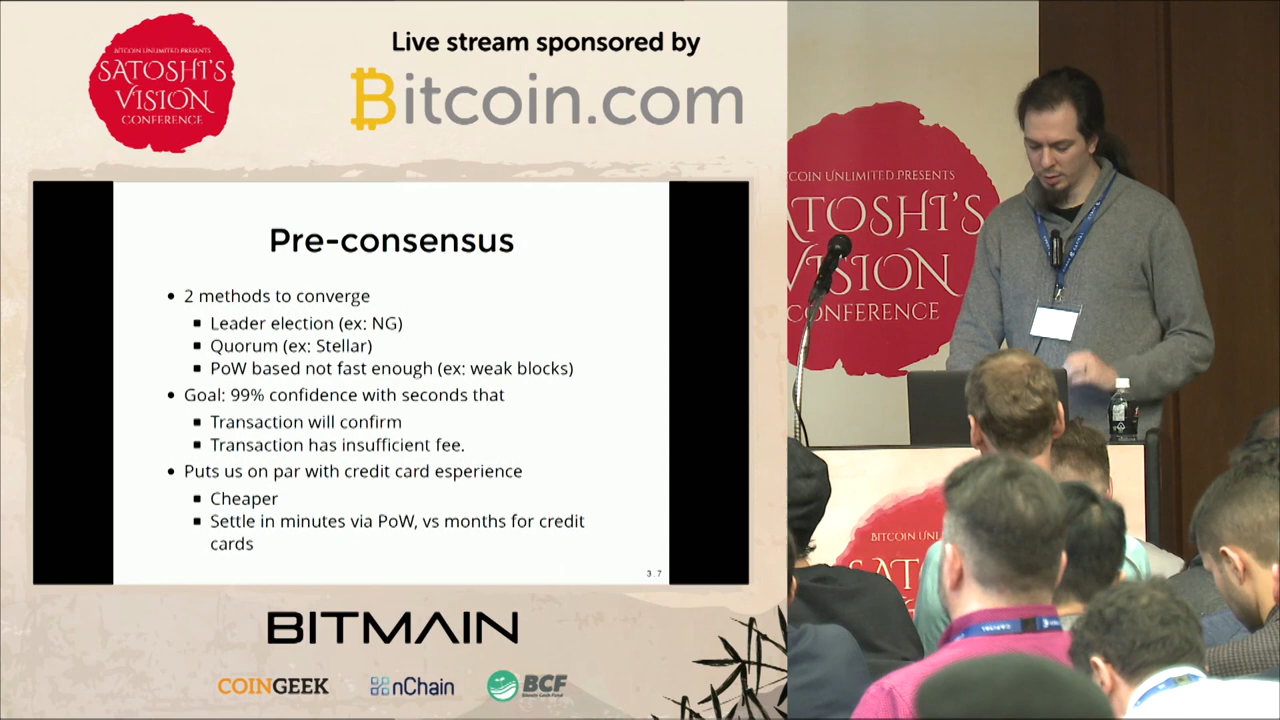 BITCOIN UNLIMITED PRESENTS
SATOSHI'S
VISION
CONFERENCE
Live stream sponsored by
Bitcoin.com
Pre-consensus
• 2 methods to converge
▪ Leader election (ex: NG)
▪ Quorum (ex: Stellar)
▪ PoW based not fast enough (ex: weak blocks)
• Goal: 99% confidence with seconds that
▪ Transaction will confirm
▪ Transaction has insufficient fee.
• Puts us on par with credit card esperience
▪ Cheaper
▪ Settle in minutes via PoW, vs months for credit
cards
3.7
BITMAIN
COINGEEK
nChain
BCF
TCOIN UNLIMITED PRESENTS
ATOSHI'S
VISION
CONFERENCE
BITCOIN UNLI
SAT